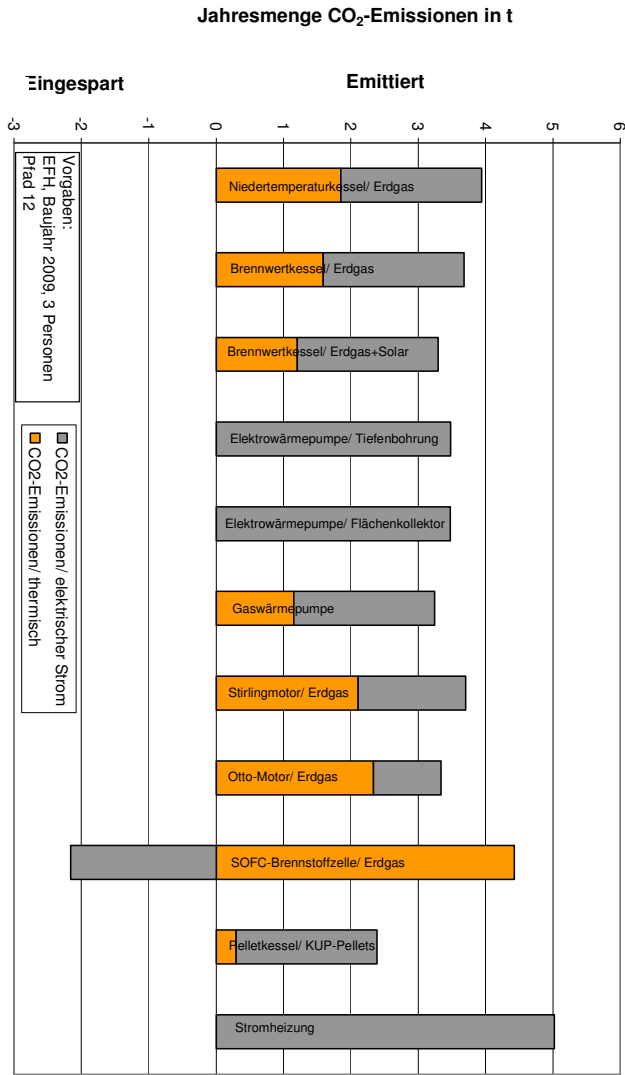 Jahresmenge CO₂-Emissionen in t
Eingespart
Emittiert
-3
-2
-1
0
1
2
3
4
5
6
Vorgaben:
EFH, Baujahr 2009, 3 Personen
Pfad 12
CO2-Emissionen/ elektrischer Strom
CO2-Emissionen/ thermisch
Niedertemperaturkessel/ Erdgas
Brennwertkessel/ Erdgas
Brennwertkessel/ Erdgas+Solar
Elektrowärmepumpe/ Tiefenbohrung
Elektrowärmepumpe/ Flächenkollektor
Gaswärmepumpe
Stirlingmotor/ Erdgas
Otto-Motor/ Erdgas
SOFC-Brennstoffzelle/ Erdgas
Pelletkessel/ KUP-Pellets
Stromheizung